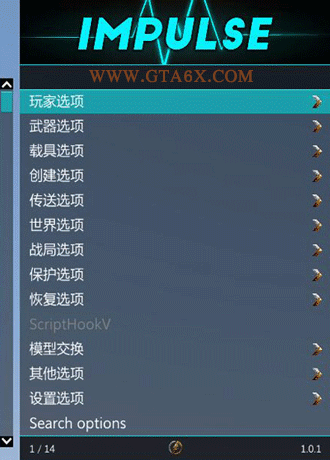 IMPULSE
WWW.GTA6X.COM
玩家选项
武器选项
载具选项
创建选项
传送选项
世界选项
战局选项
保护选项
恢复选项
ScriptHookV
模型交换
其他选项
设置选项
Search options
1 / 14
1.0.1